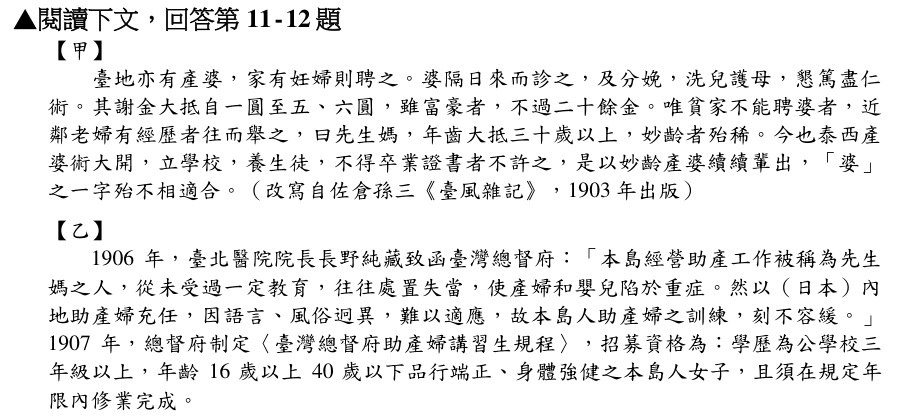 ▲閱讀下文，回答第 11-12 題
【甲】
臺地亦有產婆，家有妊婦則聘之。婆隔日來而診之，及分娩，洗兒護母，懇篤盡仁
術。其謝金大抵自一圓至五、六圓，雖富豪者，不過二十餘金。唯貧家不能聘婆者，近
鄰老婦有經歷者往而舉之，曰先生媽，年齒大抵三十歲以上，妙齡者殆稀。今也泰西產
婆術大開，立學校，養生徒，不得卒業證書者不許之，是以妙齡產婆續續輩出，「婆」
之一字殆不相適合。（改寫自佐倉孫三《臺風雜記》，1903 年出版）
【乙】
1906 年，臺北醫院院長長野純藏致函臺灣總督府：「本島經營助產工作被稱為先生
媽之人，從未受過一定教育，往往處置失當，使產婦和嬰兒陷於重症。然以（日本）內
地助產婦充任，因語言、風俗迥異，難以適應，故本島人助產婦之訓練，刻不容緩。」
1907 年，總督府制定〈臺灣總督府助產婦講習生規程〉，招募資格為：學歷為公學校三
年級以上，年齡 16 歲以上 40 歲以下品行端正、身體強健之本島人女子，且須在規定年
限內修業完成。